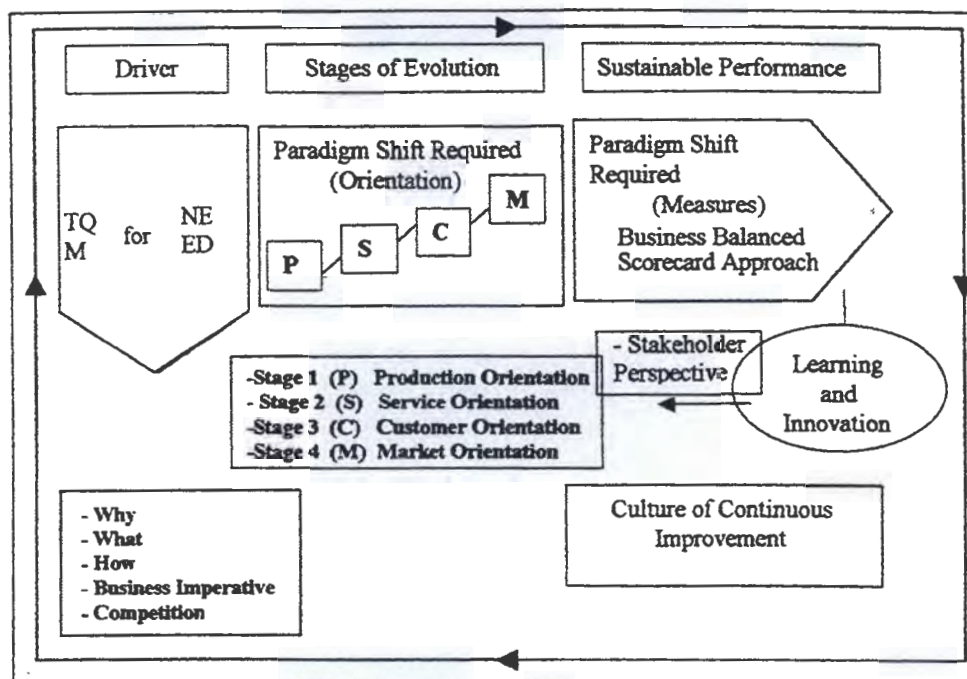 Driver
Stages of Evolution
Sustainable Performance
TQ
M
for
NE
ED
Paradigm Shift Required
(Orientation)
P
S
C
M
Paradigm Shift
Required
(Measures)
Business Balanced
Scorecard Approach
-Stage 1 (P) Production Orientation
- Stage 2 (S) Service Orientation
-Stage 3 (C) Customer Orientation
-Stage 4 (M) Market Orientation
- Stakeholder
Perspective
Learning
and
Innovation
- Why
- What
- How
- Business Imperative
- Competition
Culture of Continuous
Improvement